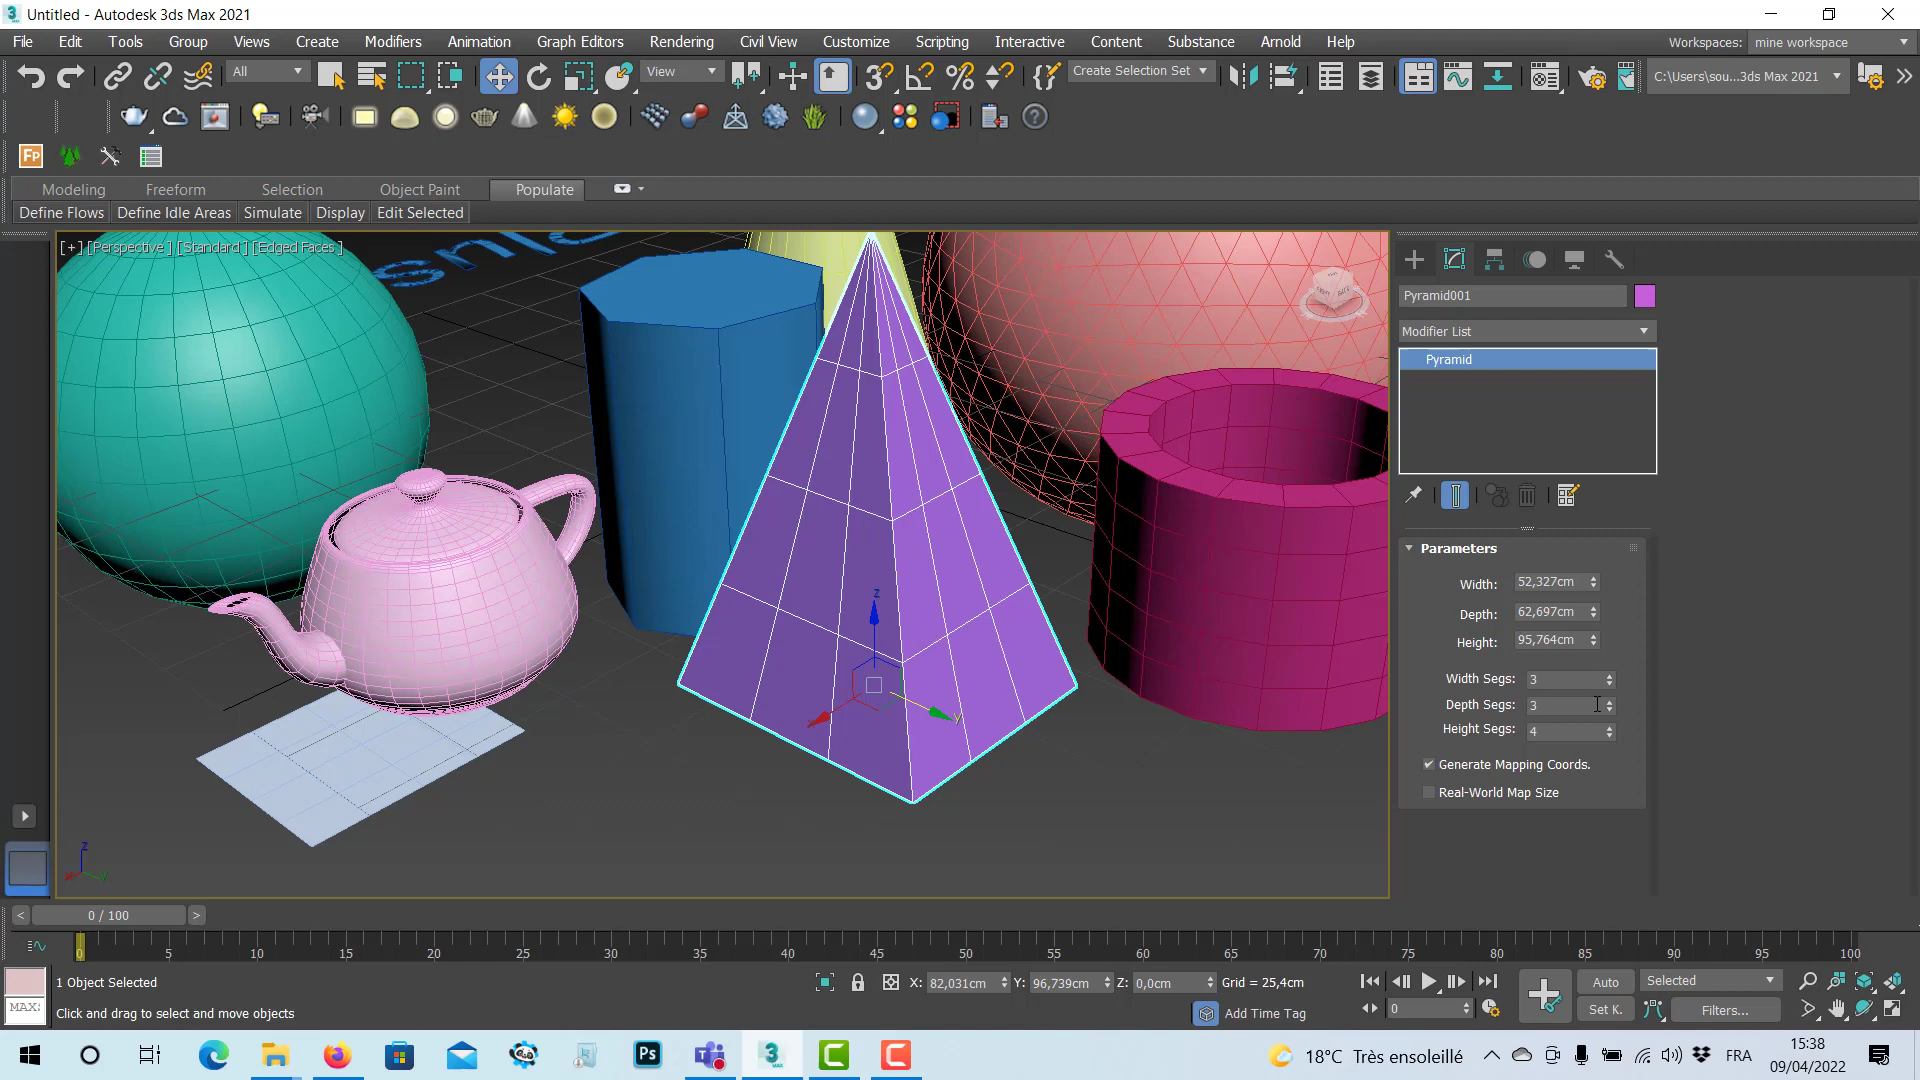 Untitled - Autodesk 3ds Max 2021
File Edit Tools Group Views Create Modifiers Animation Graph Editors Rendering Civil View Customize Scripting Interactive Content Substance Arnold Help Workspaces: mine workspace
All View Create Selection Set C:\Users\sou...3ds Max 2021
Fp
Modeling Freeform Selection Object Paint Populate
Define Flows Define Idle Areas Simulate Display Edit Selected
[+] [Perspective ] [Standard ] [Edged Faces ]
Pyramid001
Modifier List
Pyramid
Parameters
Width: 52,327cm
Depth: 62,697cm
Height: 95,764cm
Width Segs: 3
Depth Segs: 3
Height Segs: 4
Generate Mapping Coords.
Real-World Map Size
z
y
z
0 / 100
0 5 10 15 20 25 30 35 40 45 50 55 60 65 70 75 80 85 90 95 100
1 Object Selected X: 82,031cm Y: 96,739cm Z: 0,0cm Grid = 25,4cm Auto Selected
MAX: Click and drag to select and move objects Add Time Tag 0 Set K. Filters...
Ps 3 MAX C C 18°C Très ensoleillé FRA 15:38
09/04/2022